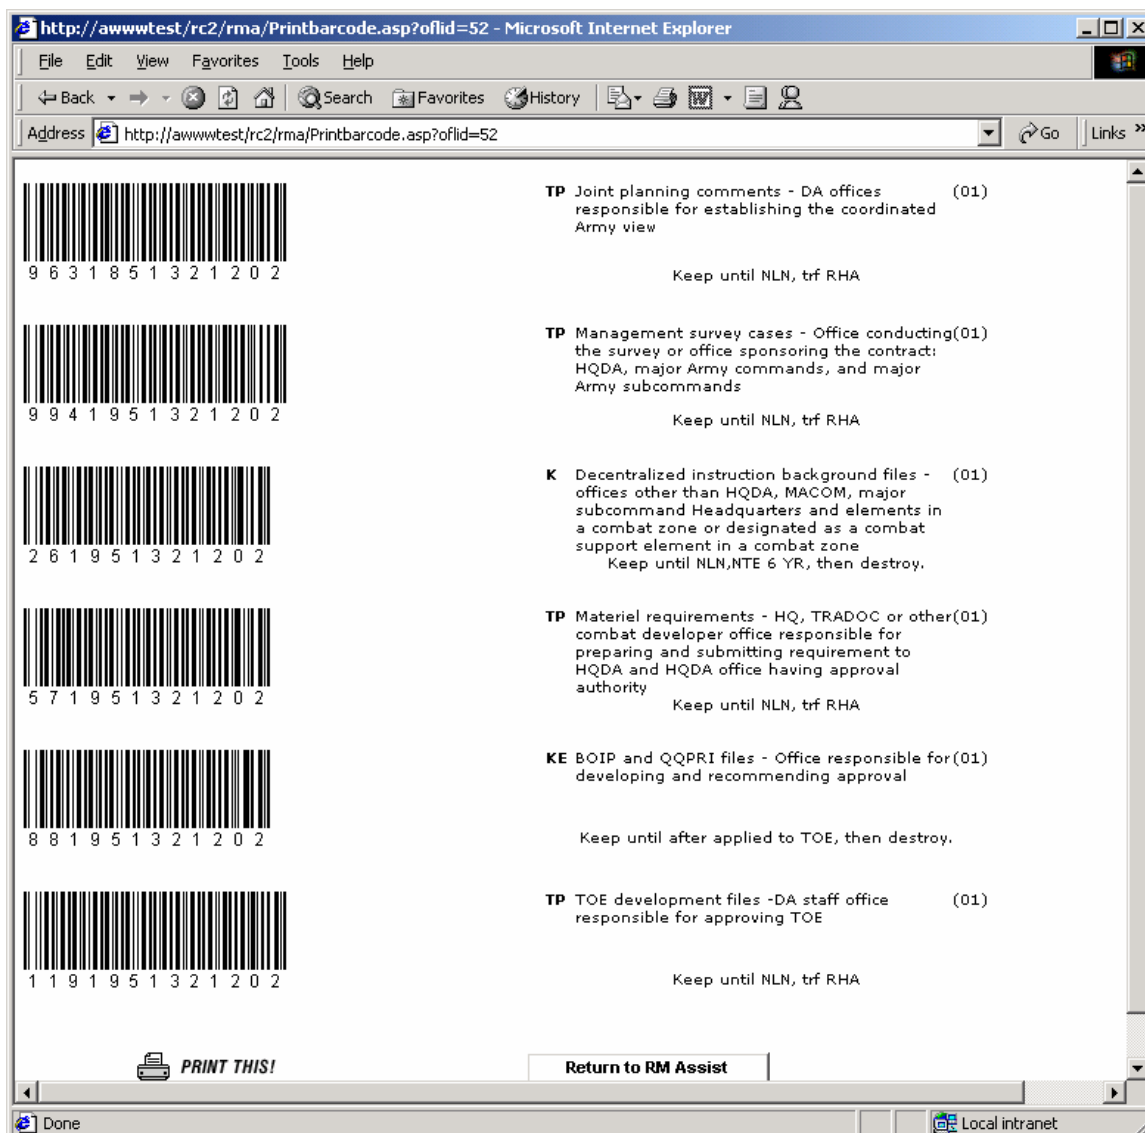 http://awwwtest/rc2/rma/Printbarcode.asp?oflid=52 - Microsoft Internet Explorer
File Edit View Favorites Tools Help
Back Search Favorites History
Address http://awwwtest/rc2/rma/Printbarcode.asp?oflid=52 Go Links »
TP Joint planning comments - DA offices (01)
responsible for establishing the coordinated
Army view
9 6 3 1 8 5 1 3 2 1 2 0 2 Keep until NLN, trf RHA
TP Management survey cases - Office conducting(01)
the survey or office sponsoring the contract:
HQDA, major Army commands, and major
Army subcommands
9 9 4 1 9 5 1 3 2 1 2 0 2 Keep until NLN, trf RHA
K Decentralized instruction background files - (01)
offices other than HQDA, MACOM, major
subcommand Headquarters and elements in
a combat zone or designated as a combat
support element in a combat zone
2 6 1 9 5 1 3 2 1 2 0 2 Keep until NLN,NTE 6 YR, then destroy.
TP Materiel requirements - HQ, TRADOC or other(01)
combat developer office responsible for
preparing and submitting requirement to
HQDA and HQDA office having approval
authority
5 7 1 9 5 1 3 2 1 2 0 2 Keep until NLN, trf RHA
KE BOIP and QQPRI files - Office responsible for(01)
developing and recommending approval
8 8 1 9 5 1 3 2 1 2 0 2 Keep until after applied to TOE, then destroy.
TP TOE development files -DA staff office (01)
responsible for approving TOE
1 1 9 1 9 5 1 3 2 1 2 0 2 Keep until NLN, trf RHA
PRINT THIS! Return to RM Assist
Done Local intranet